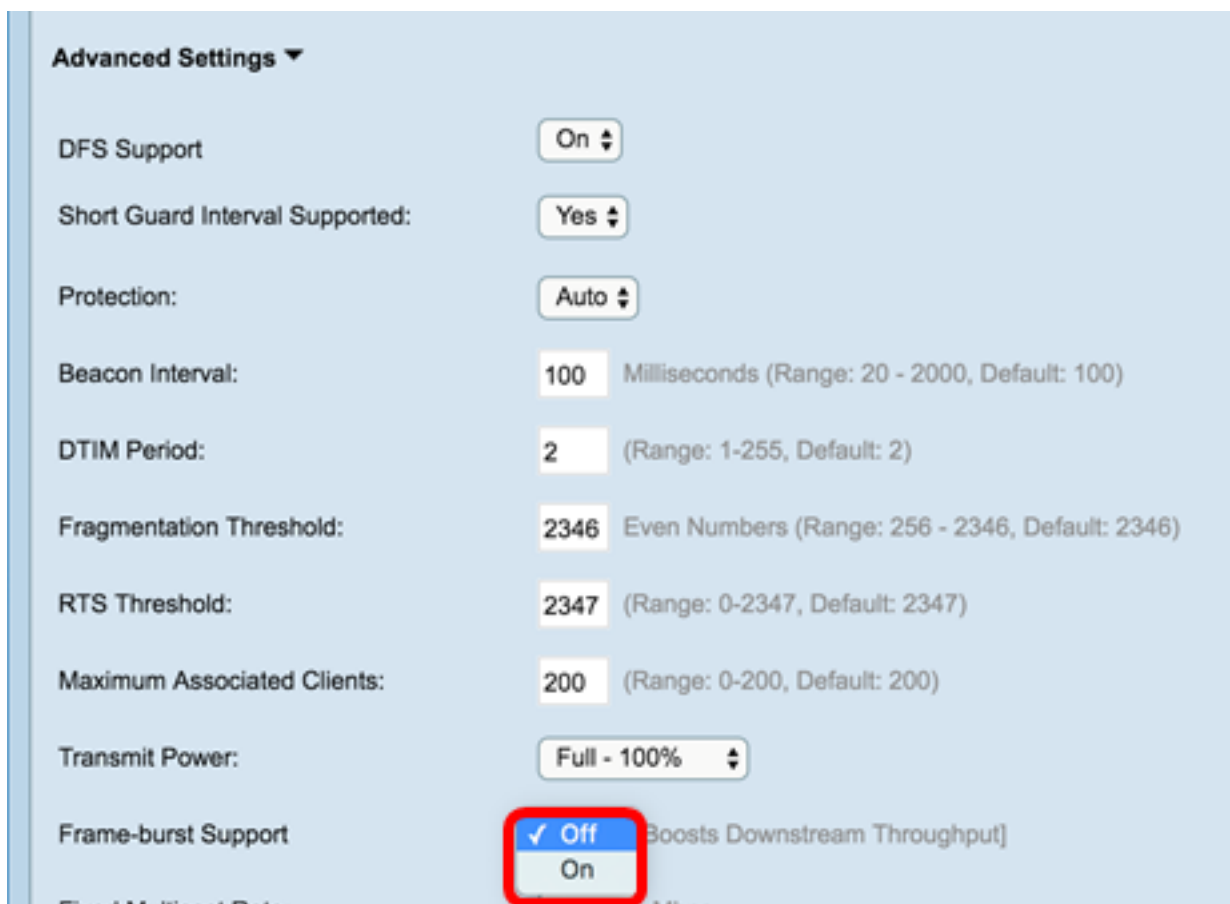 Advanced Settings
DFS Support On
Short Guard Interval Supported: Yes
Protection: Auto
Beacon Interval: 100 Milliseconds (Range: 20 - 2000, Default: 100)
DTIM Period: 2 (Range: 1-255, Default: 2)
Fragmentation Threshold: 2346 Even Numbers (Range: 256 - 2346, Default: 2346)
RTS Threshold: 2347 (Range: 0-2347, Default: 2347)
Maximum Associated Clients: 200 (Range: 0-200, Default: 200)
Transmit Power: Full - 100%
Frame-burst Support ✓ Off Boosts Downstream Throughput]
On